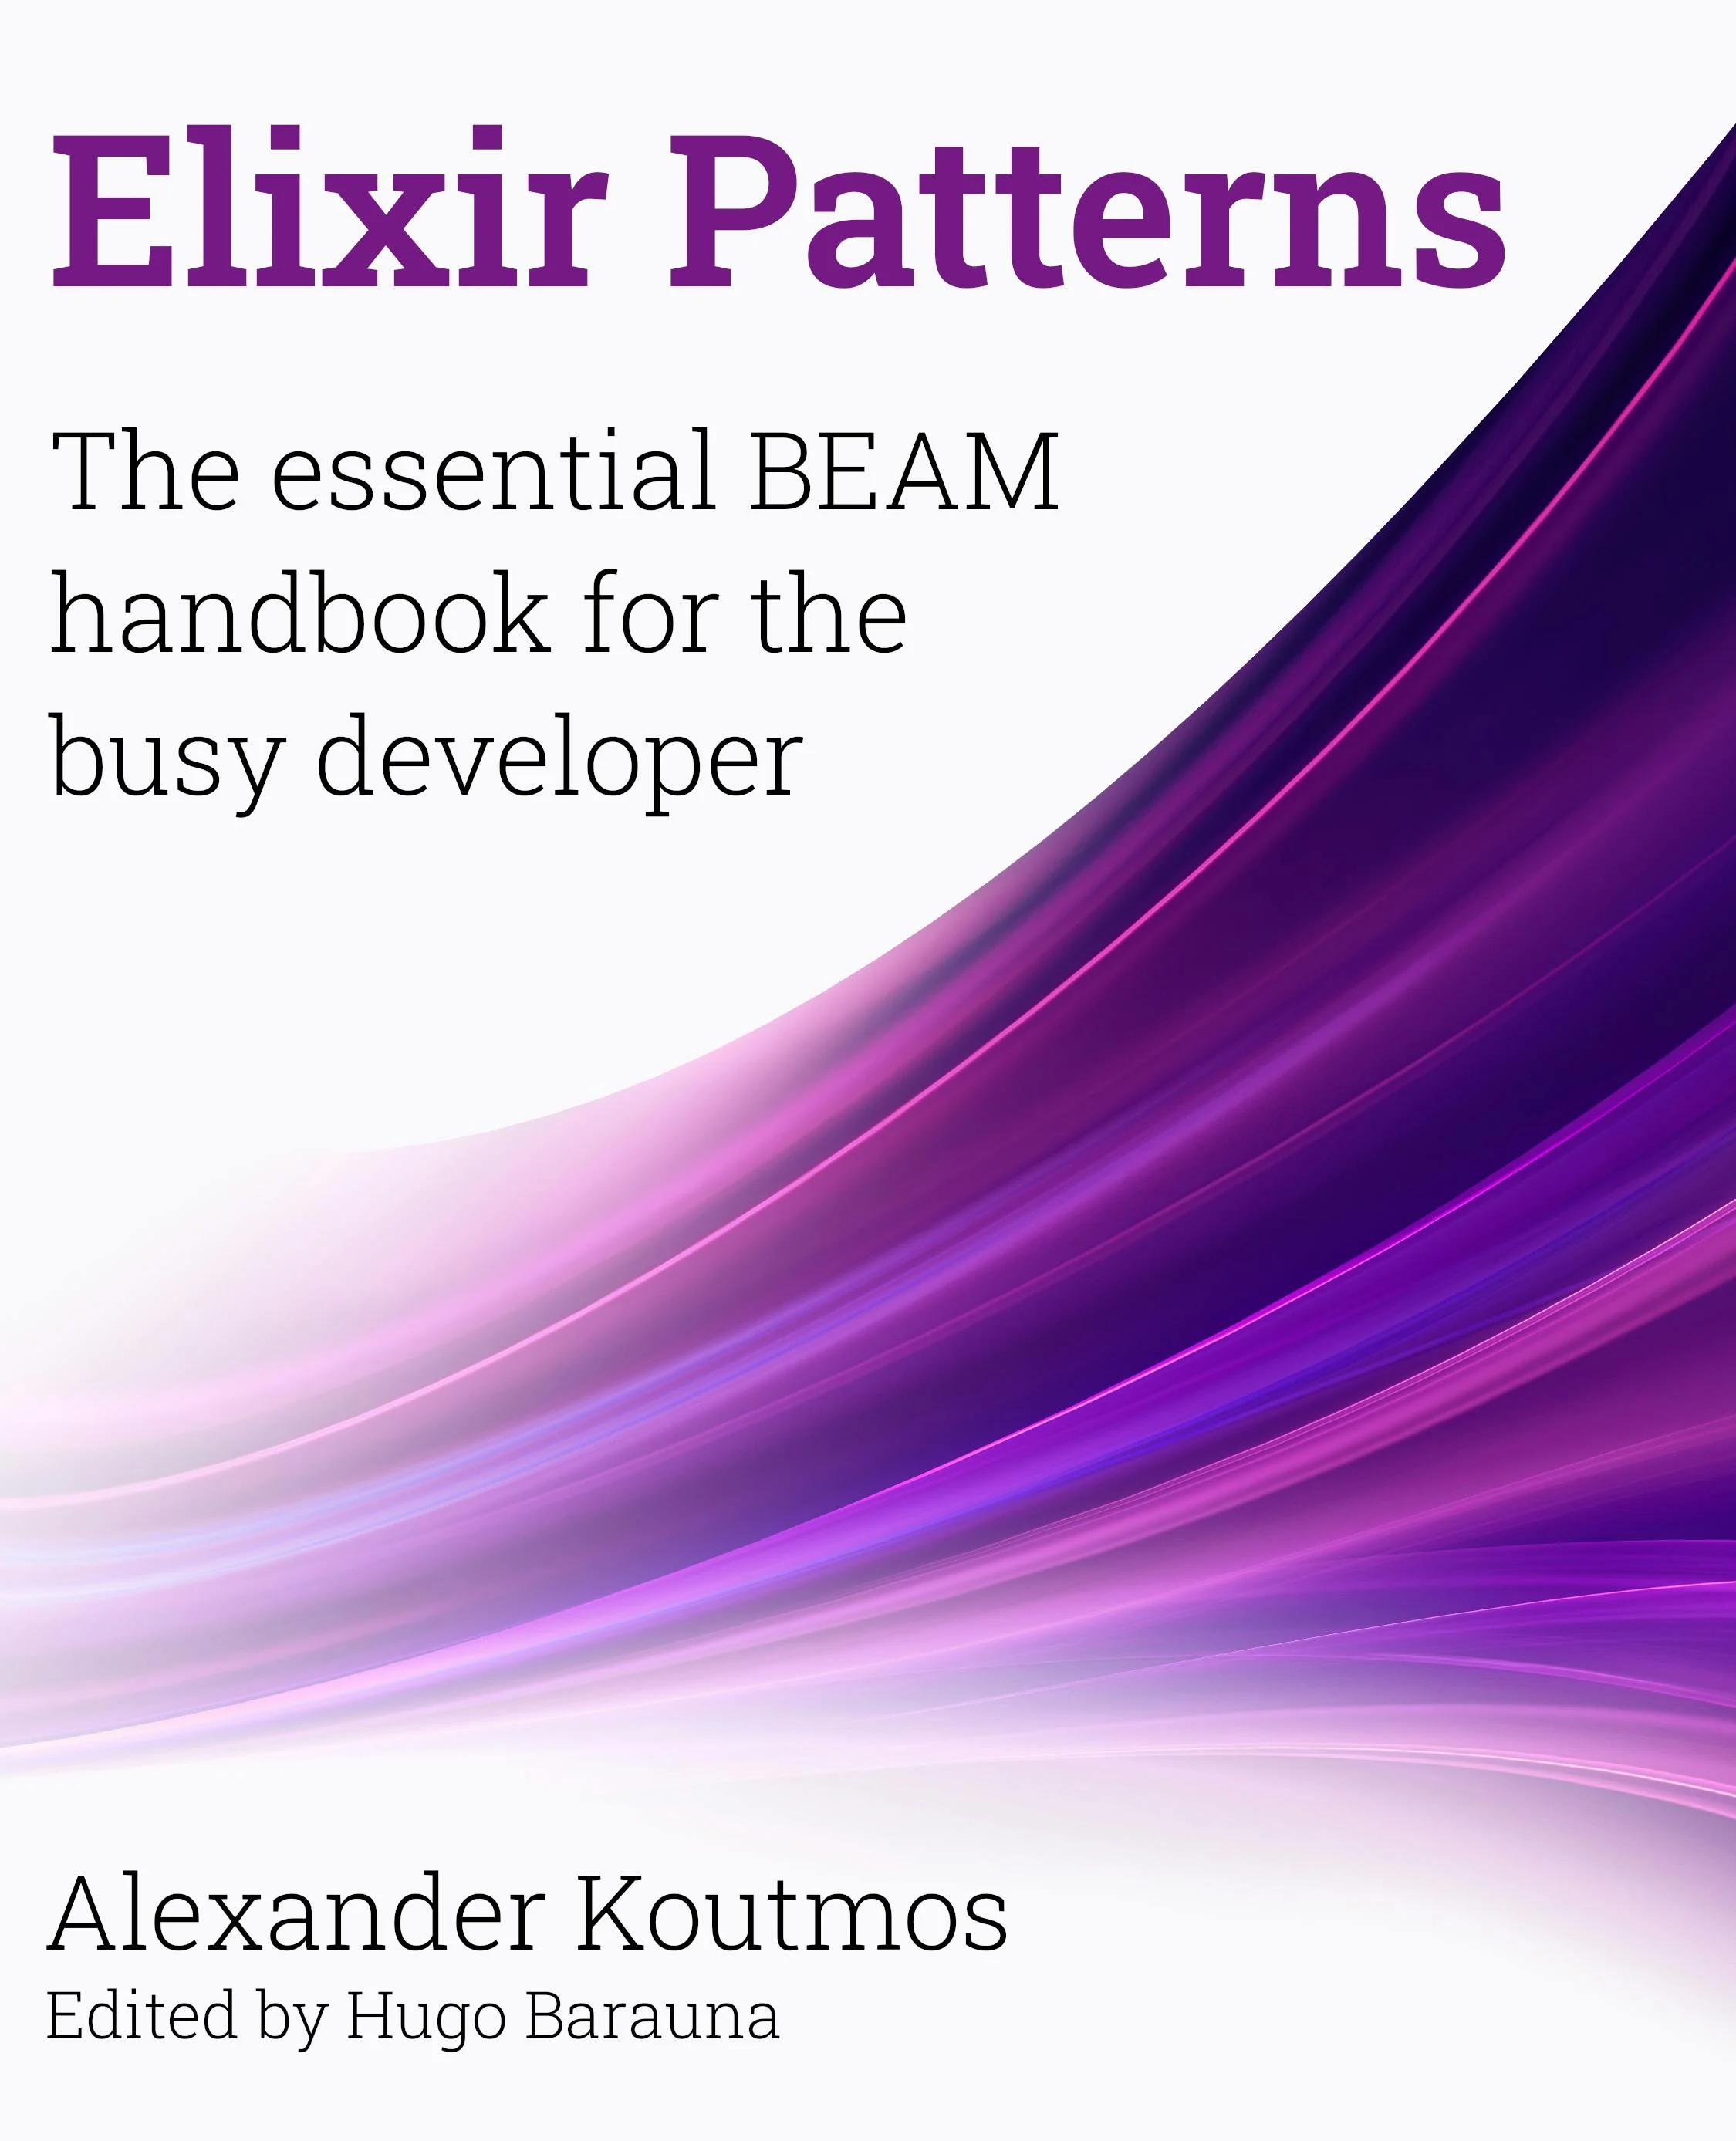 Elixir Patterns
The essential BEAM
handbook for the
busy developer
Alexander Koutmos
Edited by Hugo Barauna